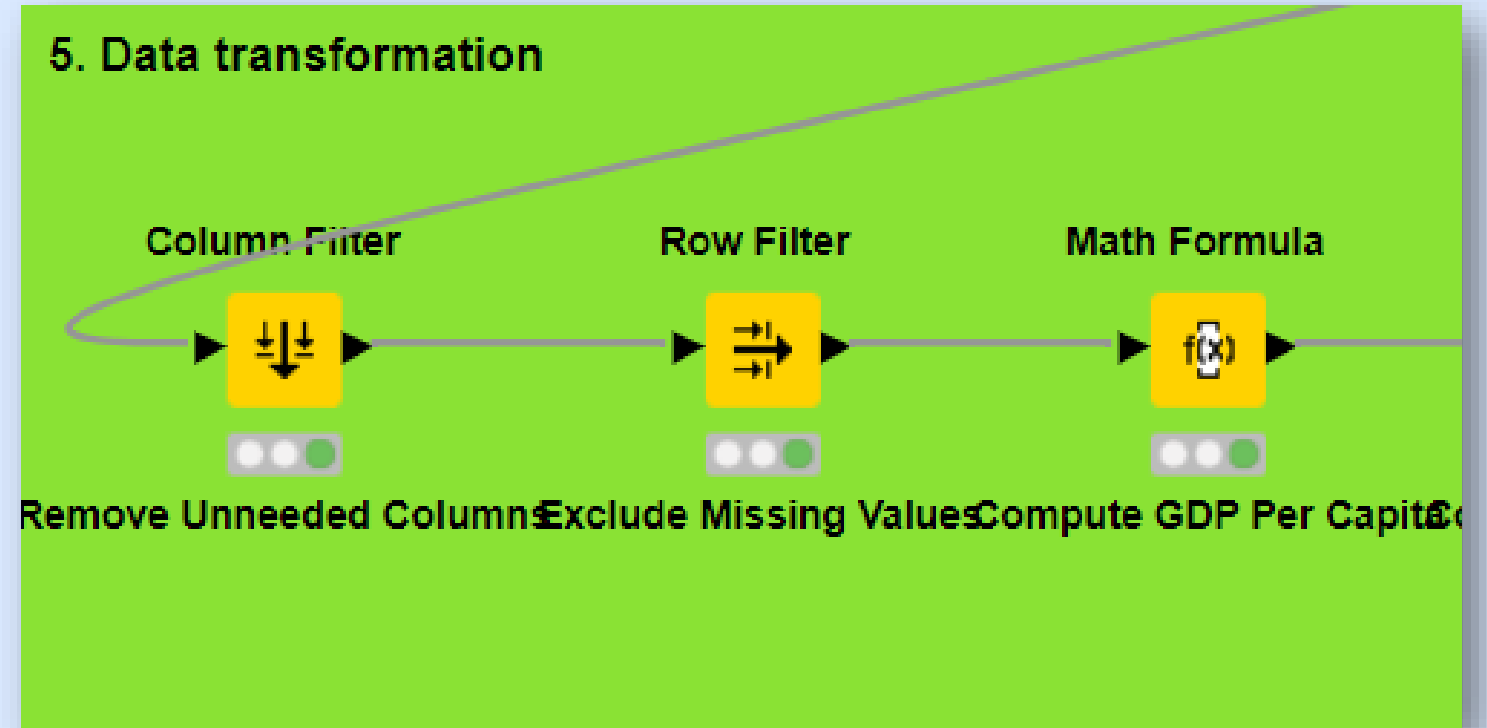 5. Data transformation
Column Filter
Row Filter
Math Formula
f(x)
Remove Unneeded Columns
Exclude Missing Values
Compute GDP Per Capita